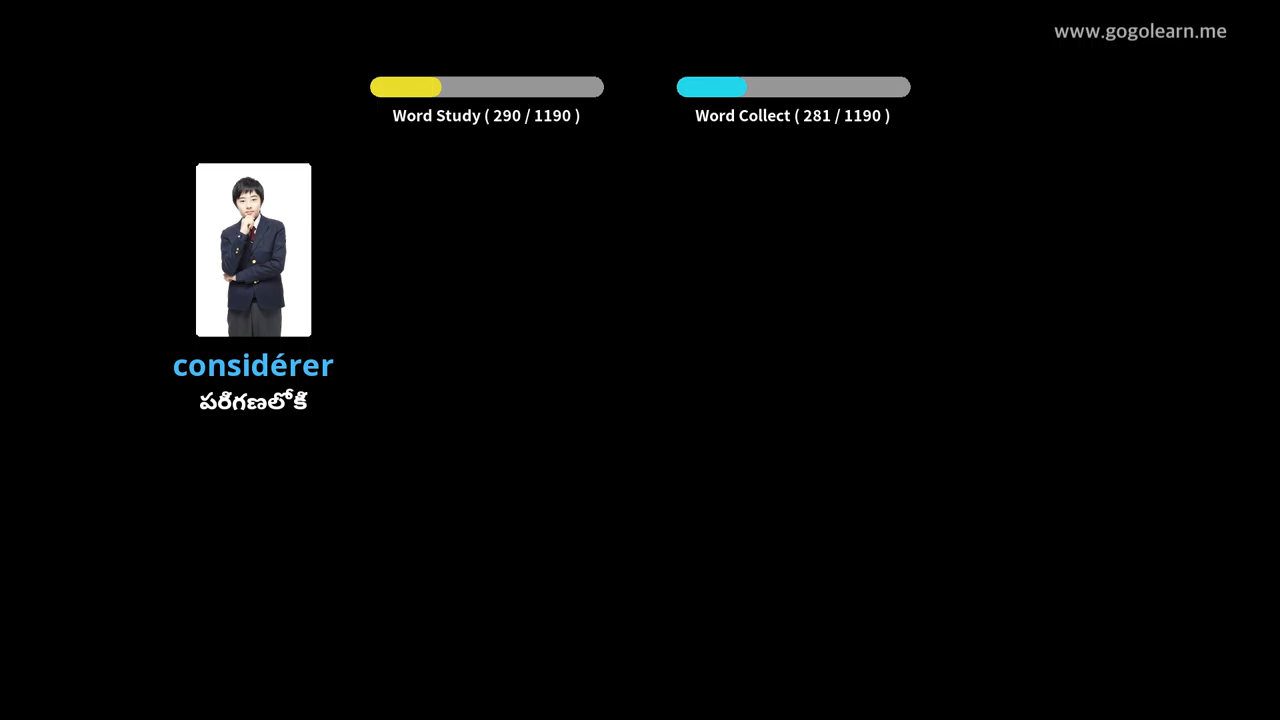 www.gogolearn.me
Word Study ( 290 / 1190 )
Word Collect ( 281 / 1190 )
considérer
పరిగణలోకి